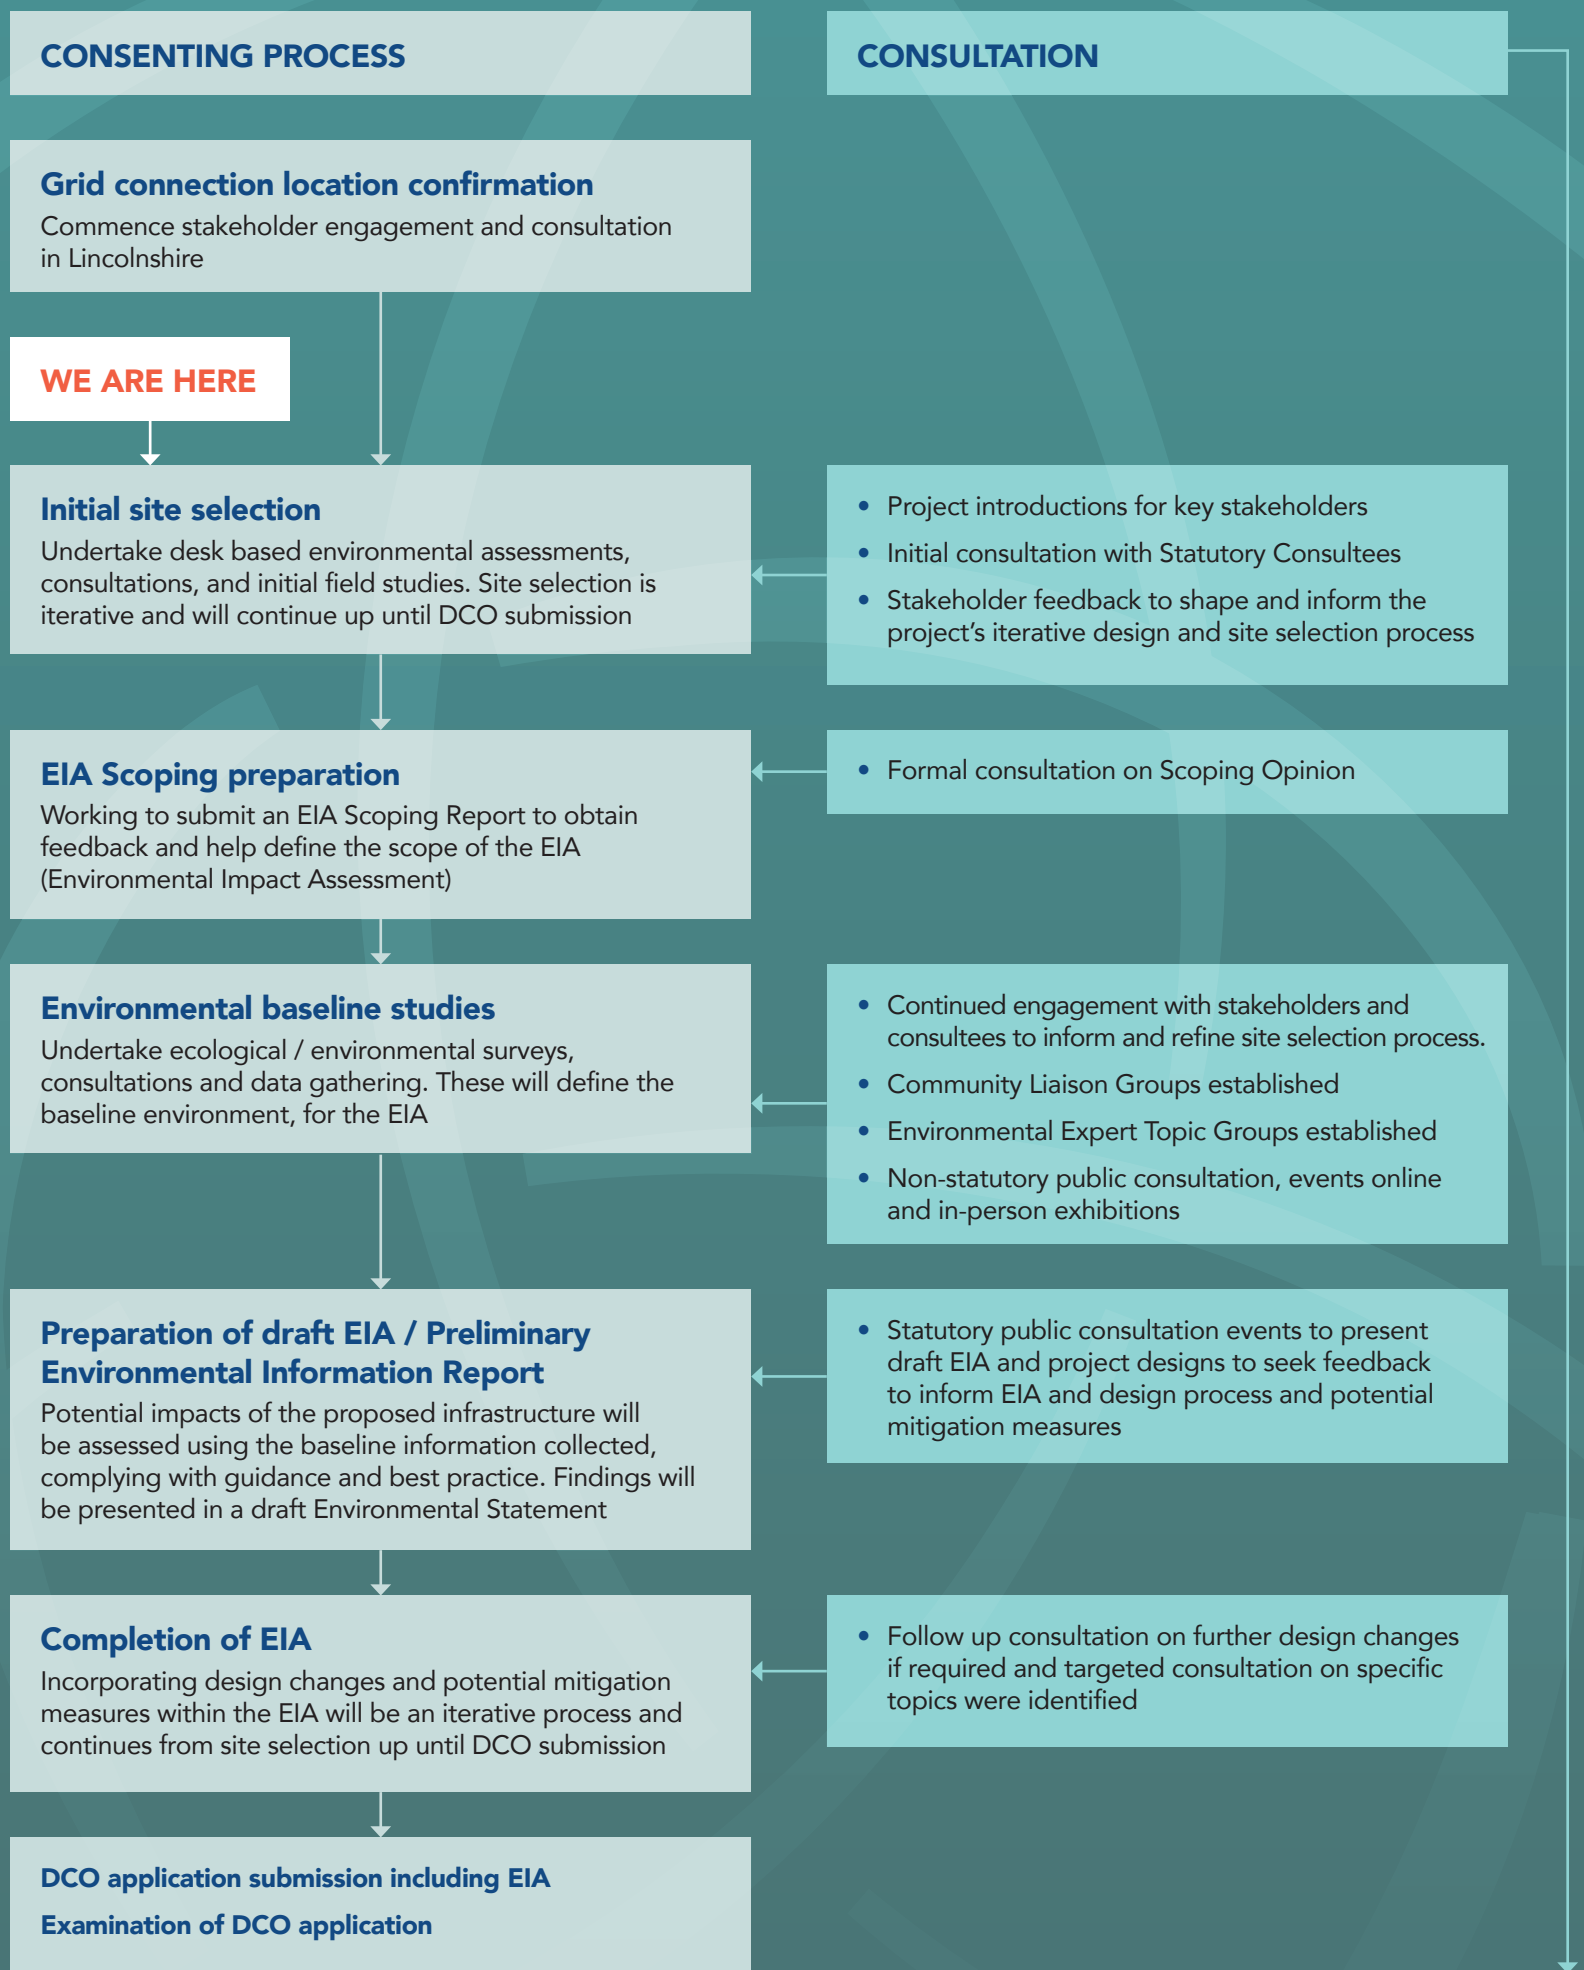 CONSENTING PROCESS
CONSULTATION
Grid connection location confirmation
Commence stakeholder engagement and consultation
in Lincolnshire
WE ARE HERE
Initial site selection
Undertake desk based environmental assessments,
consultations, and initial field studies. Site selection is
iterative and will continue up until DCO submission
• Project introductions for key stakeholders
• Initial consultation with Statutory Consultees
• Stakeholder feedback to shape and inform the
project’s iterative design and site selection process
EIA Scoping preparation
Working to submit an EIA Scoping Report to obtain
feedback and help define the scope of the EIA
(Environmental Impact Assessment)
• Formal consultation on Scoping Opinion
Environmental baseline studies
Undertake ecological / environmental surveys,
consultations and data gathering. These will define the
baseline environment, for the EIA
• Continued engagement with stakeholders and
consultees to inform and refine site selection process.
• Community Liaison Groups established
• Environmental Expert Topic Groups established
• Non-statutory public consultation, events online
and in-person exhibitions
Preparation of draft EIA / Preliminary
Environmental Information Report
Potential impacts of the proposed infrastructure will
be assessed using the baseline information collected,
complying with guidance and best practice. Findings will
be presented in a draft Environmental Statement
• Statutory public consultation events to present
draft EIA and project designs to seek feedback
to inform EIA and design process and potential
mitigation measures
Completion of EIA
Incorporating design changes and potential mitigation
measures within the EIA will be an iterative process and
continues from site selection up until DCO submission
• Follow up consultation on further design changes
if required and targeted consultation on specific
topics were identified
DCO application submission including EIA
Examination of DCO application